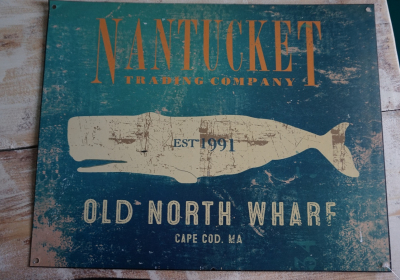 NANTUCKET
TRADING COMPANY
EST 1991
OLD NORTH WHARF
CAPE COD. MA